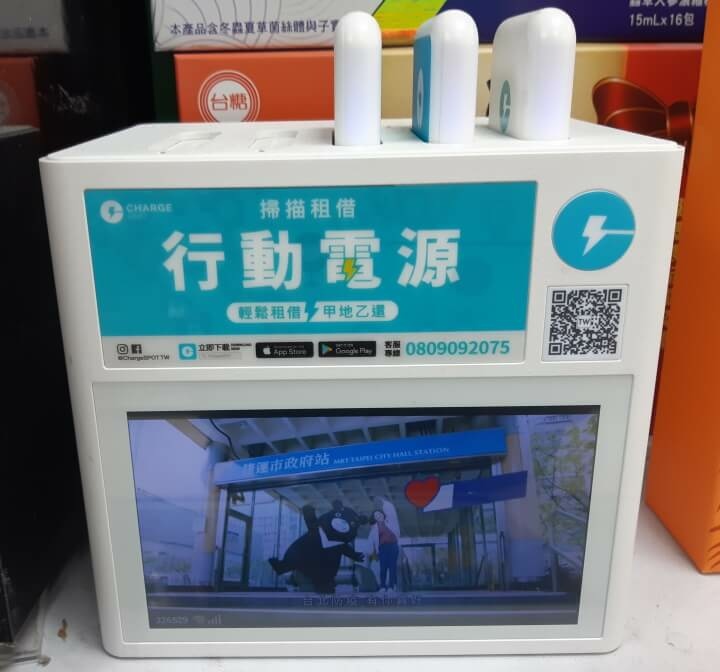 本產品含冬蟲夏草菌絲體與子實
15mLx16包
台糖
CHARGE
掃描租借
行動電源
輕鬆租借 甲地乙還
@ChargeSPOTTW
立即下載
App Store
Google Play
客服專線 0809092075
TW
捷運市政府站 MRT TAIPEI CITY HALL STATION